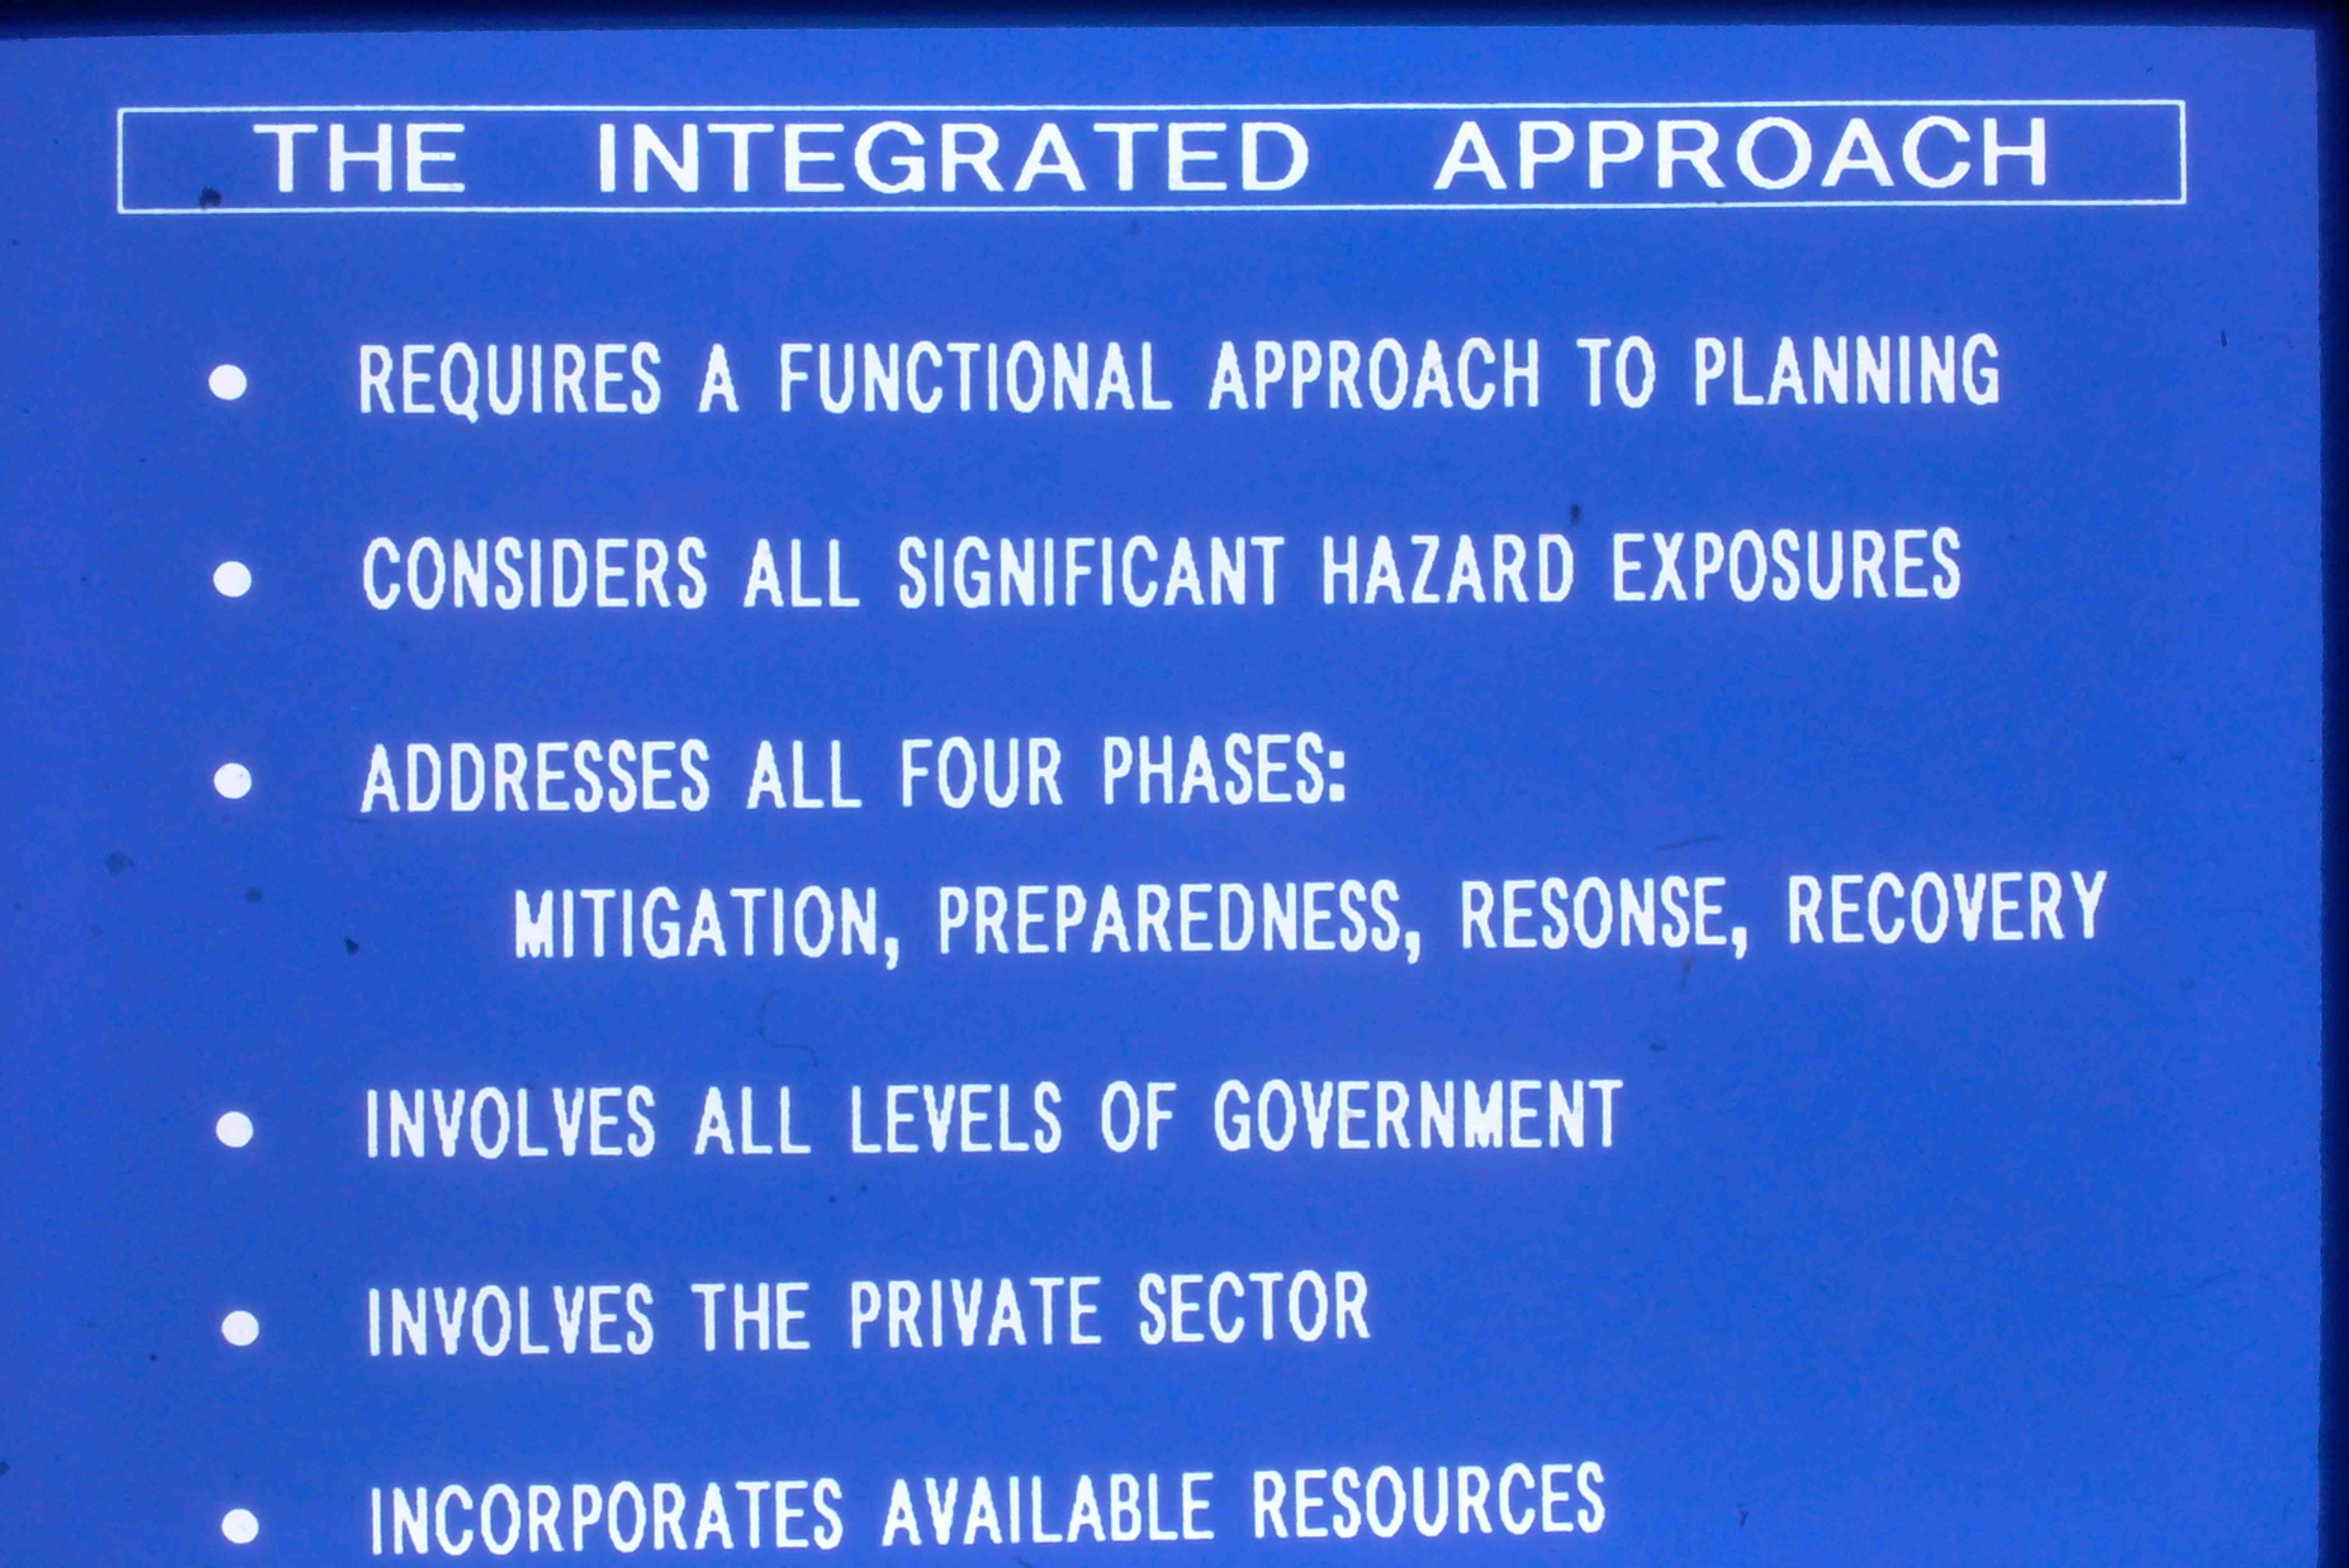 THE INTEGRATED APPROACH
• REQUIRES A FUNCTIONAL APPROACH TO PLANNING
• CONSIDERS ALL SIGNIFICANT HAZARD EXPOSURES
• ADDRESSES ALL FOUR PHASES:
MITIGATION, PREPAREDNESS, RESONSE, RECOVERY
• INVOLVES ALL LEVELS OF GOVERNMENT
• INVOLVES THE PRIVATE SECTOR
• INCORPORATES AVAILABLE RESOURCES